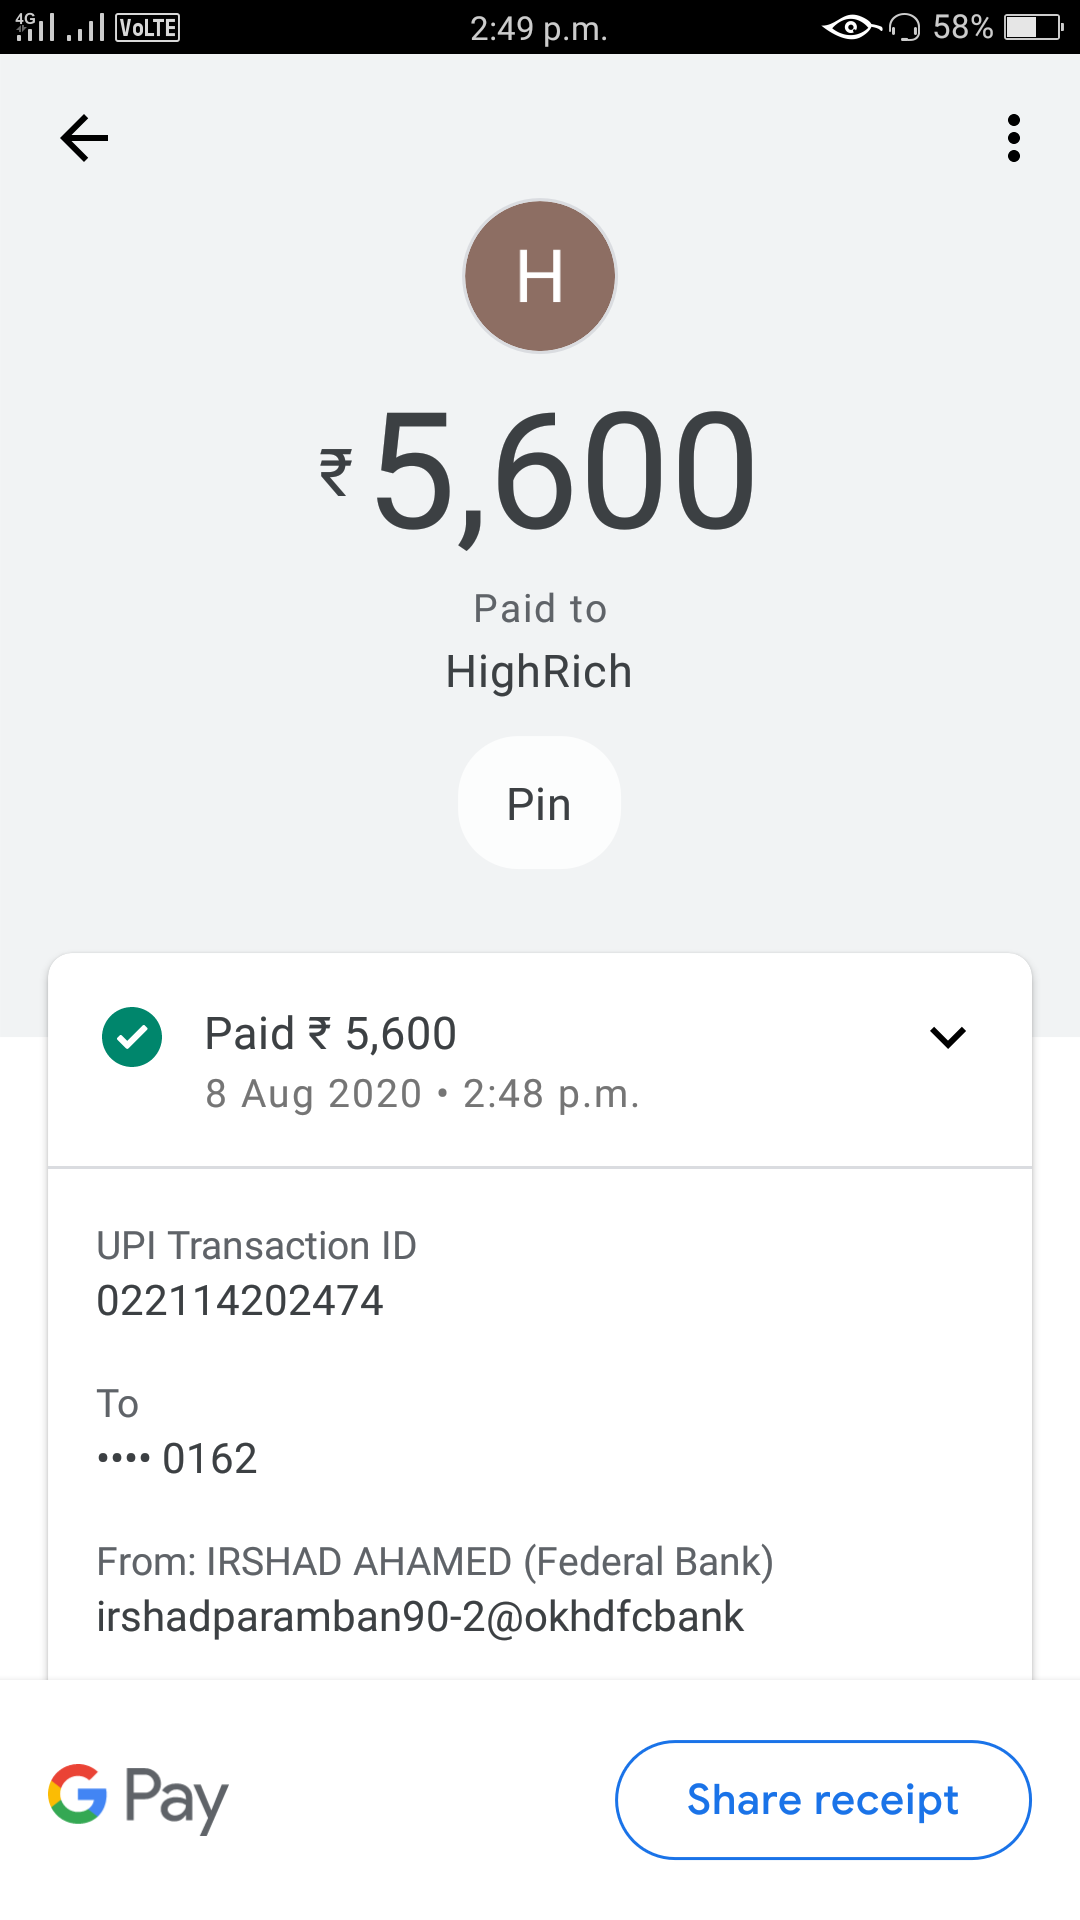 4G VoLTE 2:49 p.m. 58%
H
₹5,600
Paid to
HighRich
Pin
Paid ₹ 5,600
8 Aug 2020 • 2:48 p.m.
UPI Transaction ID
022114202474
To
•••• 0162
From: IRSHAD AHAMED (Federal Bank)
irshadparamban90-2@okhdfcbank
G Pay
Share receipt